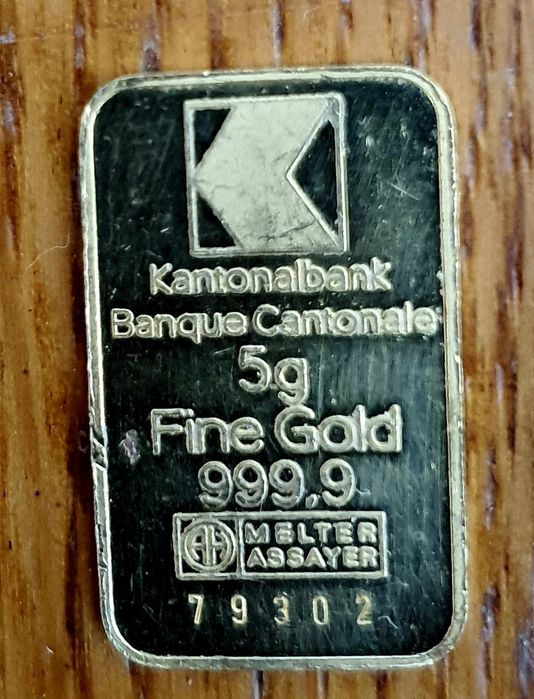 Kantonalbank
Banque Cantonale
5g
Fine Gold
999,9
MELTER
ASSAYER
79302